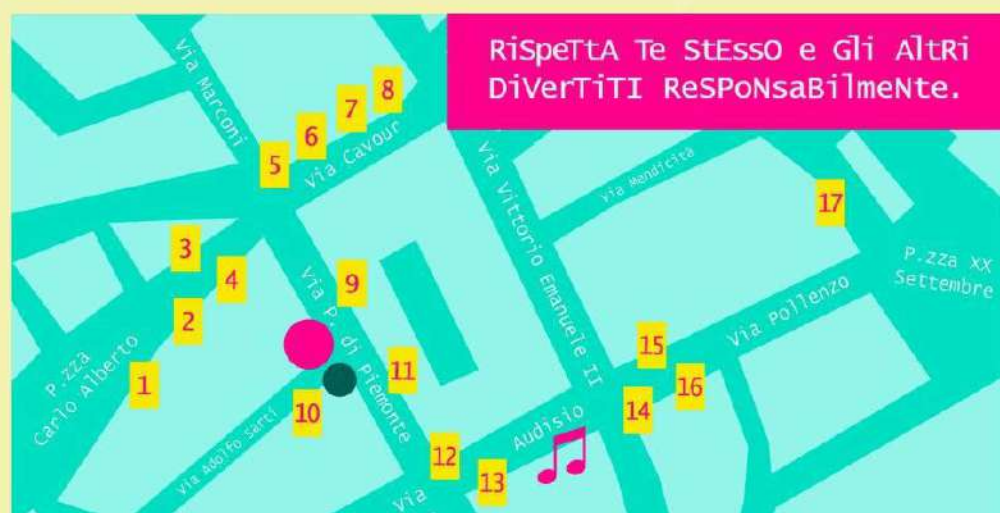 RiSpeTtA Te StEssO e Gli AltRi
DiVerTiTI ReSPoNsaBilmeNte.
Via Marconi
8
7
6
5
Via Cavour
Via Vittorio Emanuele II
Via Mendicità
17
P.zza XX
Settembre
3
4
2
1
P.zza
Carlo Alberto
Via P. di Piemonte
9
11
10
Via Adolfo Sarti
Via Pollenzo
15
16
14
12
13
Via Audisio